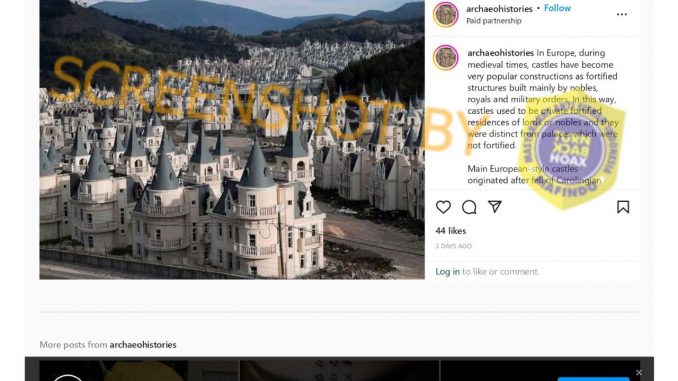 archaeohistories • Follow
Paid partnership
archaeohistories In Europe, during
medieval times, castles have become
very popular constructions as fortified
structures built mainly by nobles,
royals and military orders. In this way,
castles used to be private fortified
residences of lords or nobles and they
were distinct from palaces which were
not fortified.
Main European-style castles
originated after fall of Carolingian
SCREENSHOT BY
44 likes
3 DAYS AGO
Log in to like or comment.
More posts from archaeohistories